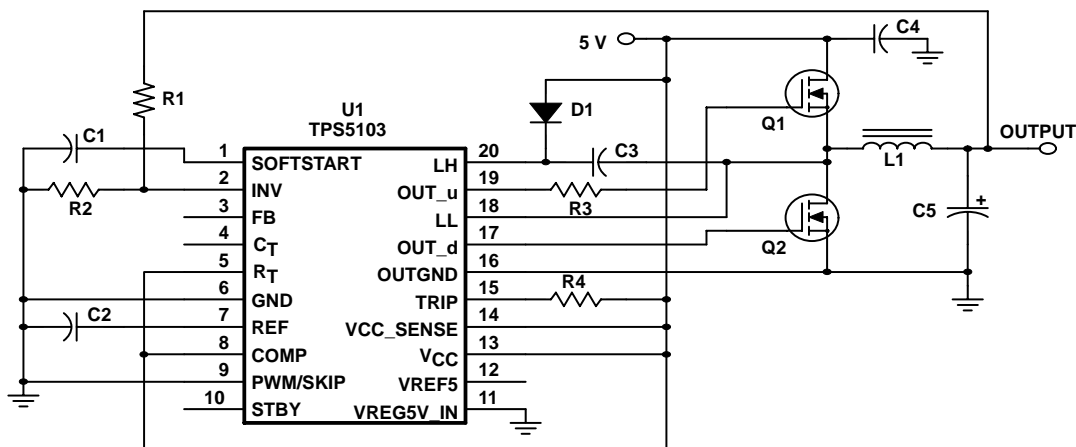 C4
5 V
R1
D1
U1
TPS5103
Q1
OUTPUT
C1
1 SOFTSTART LH 20
C3
L1
2 INV OUT_u 19
R2
R3
3 FB LL 18
C5 +
4 CT OUT_d 17
Q2
5 RT OUTGND 16
6 GND TRIP 15
R4
C2
7 REF VCC_SENSE 14
8 COMP VCC 13
9 PWM/SKIP VREF5 12
10 STBY VREG5V_IN 11